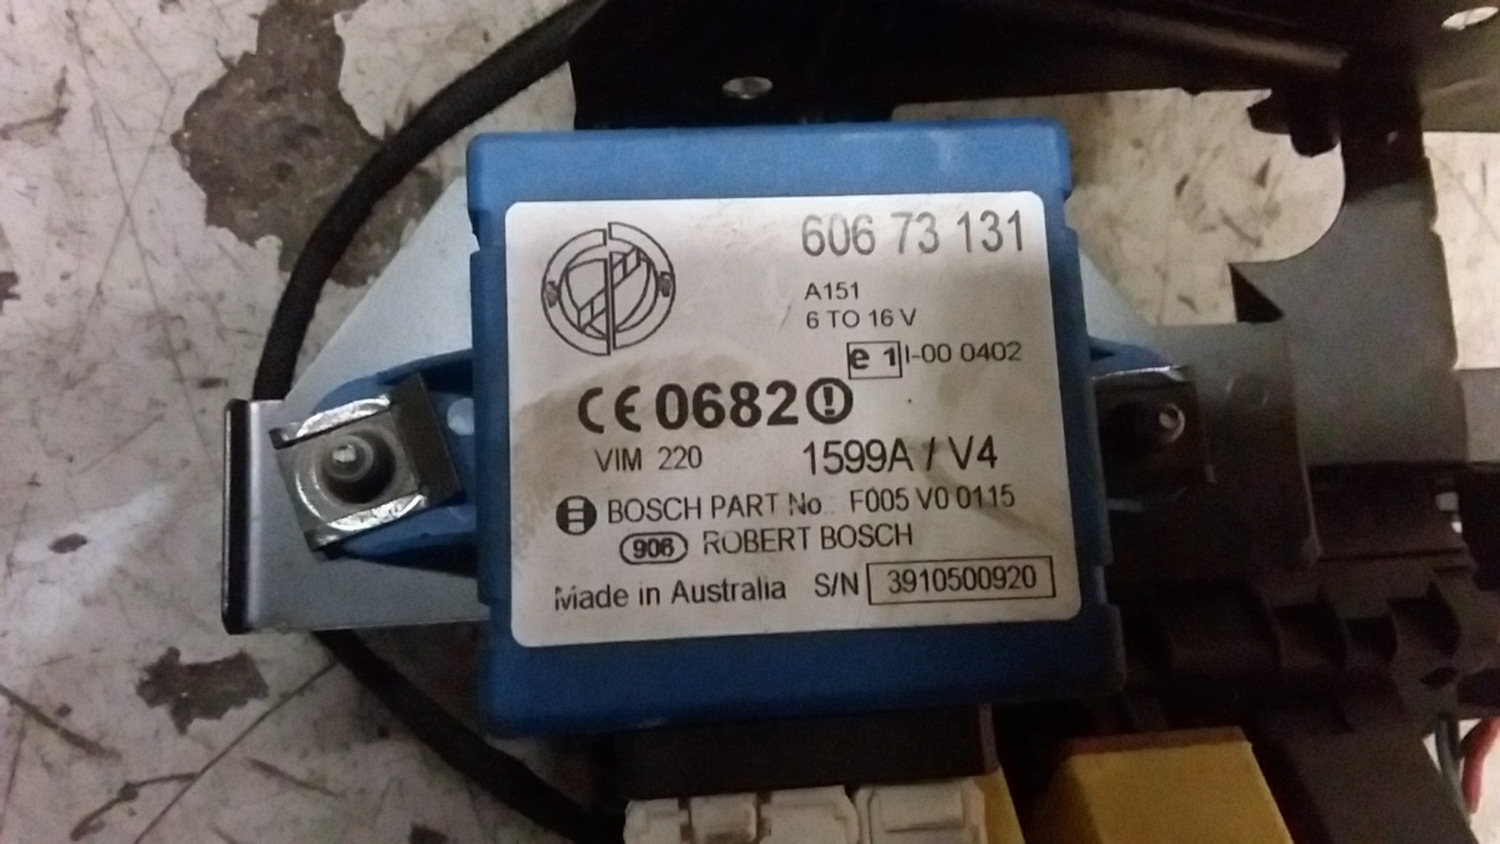 606 73 131
A151
6 TO 16 V
e 1 I-00 0402
CE 0682
VIM 220 1599A / V4
BOSCH PART No. F005 V0 0115
906 ROBERT BOSCH
Made in Australia S/N 3910500920